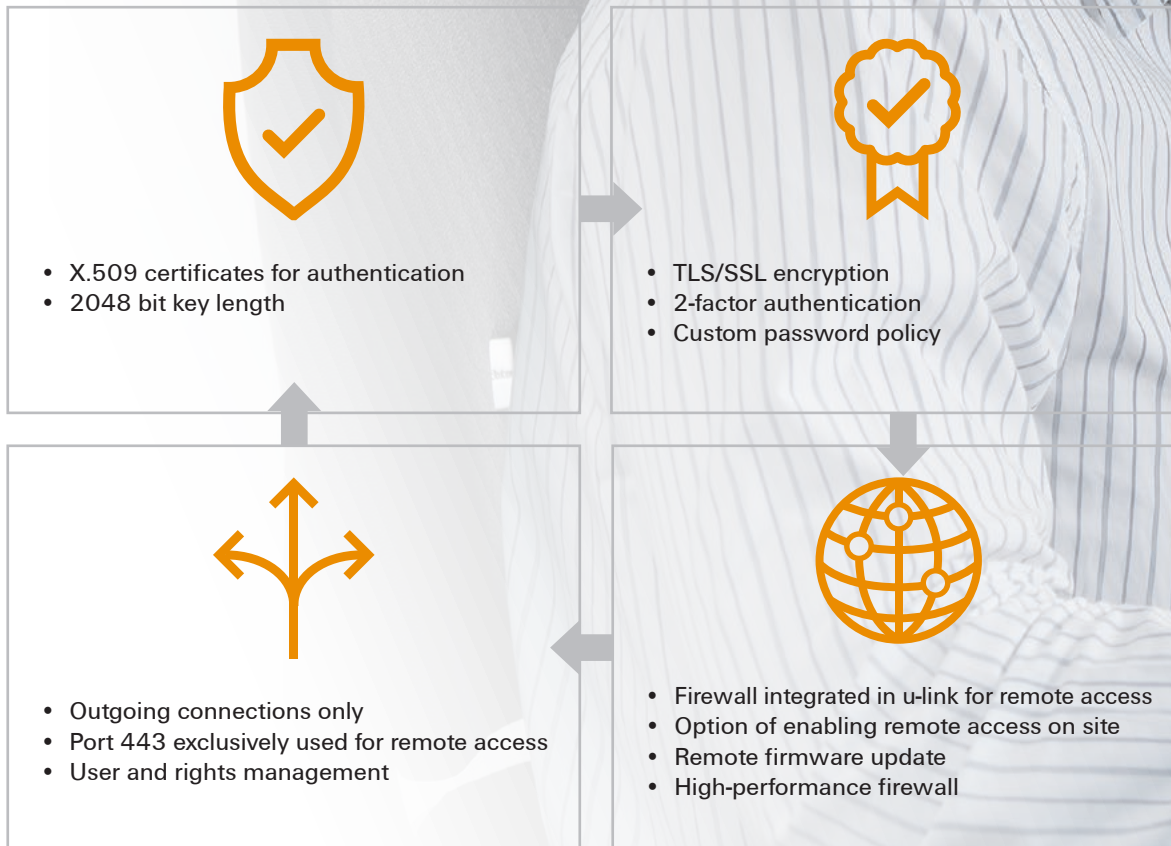 • X.509 certificates for authentication
• 2048 bit key length
• TLS/SSL encryption
• 2-factor authentication
• Custom password policy
• Outgoing connections only
• Port 443 exclusively used for remote access
• User and rights management
• Firewall integrated in u-link for remote access
• Option of enabling remote access on site
• Remote firmware update
• High-performance firewall